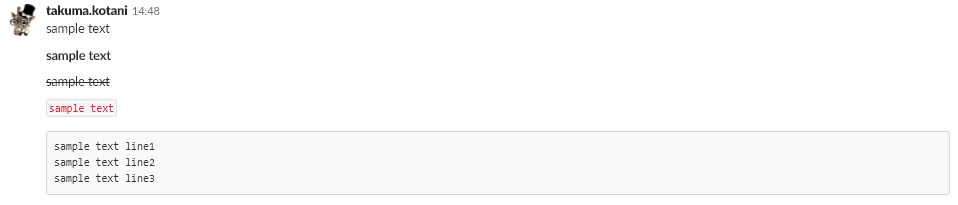 takuma.kotani 14:48
sample text
sample text
sample text
sample text
sample text line1
sample text line2
sample text line3